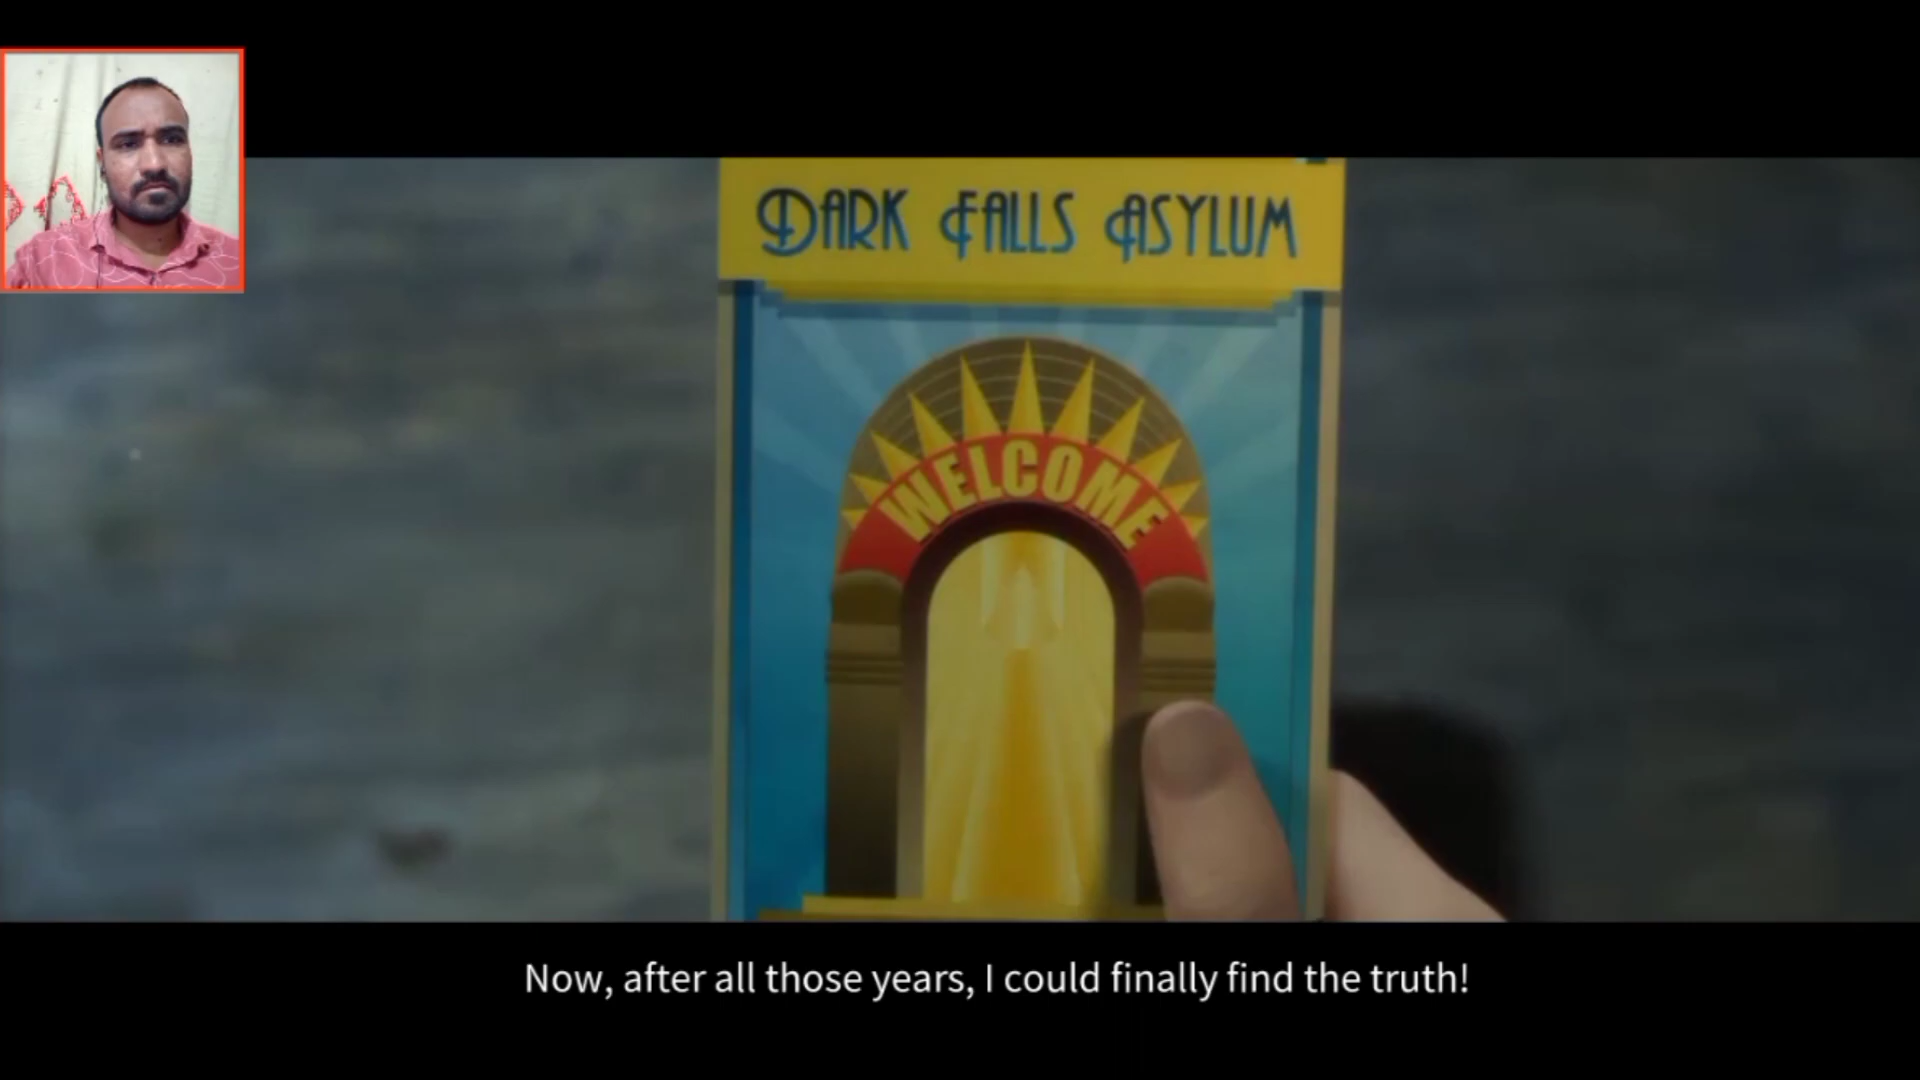 DARK FALLS ASYLUM
WELCOME
Now, after all those years, I could finally find the truth!